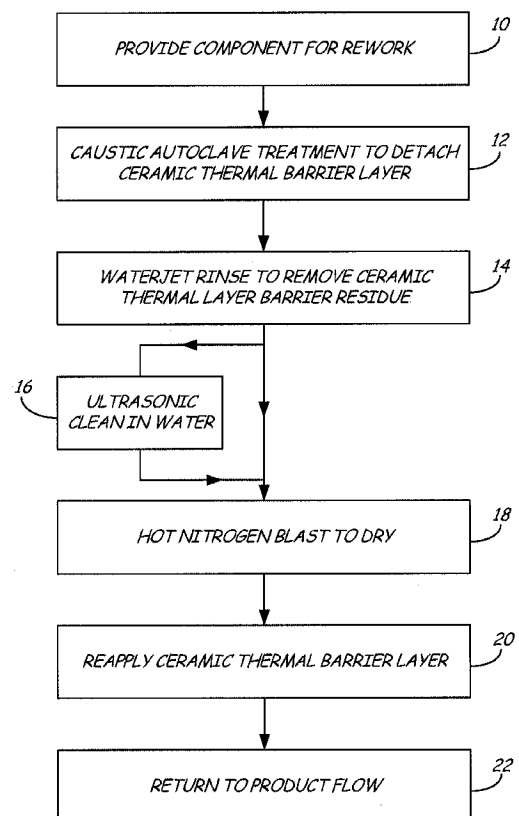 10
PROVIDE COMPONENT FOR REWORK
12
CAUSTIC AUTOCLAVE TREATMENT TO DETACH
CERAMIC THERMAL BARRIER LAYER
14
WATERJET RINSE TO REMOVE CERAMIC
THERMAL LAYER BARRIER RESIDUE
16
ULTRASONIC
CLEAN IN WATER
18
HOT NITROGEN BLAST TO DRY
20
REAPPLY CERAMIC THERMAL BARRIER LAYER
22
RETURN TO PRODUCT FLOW